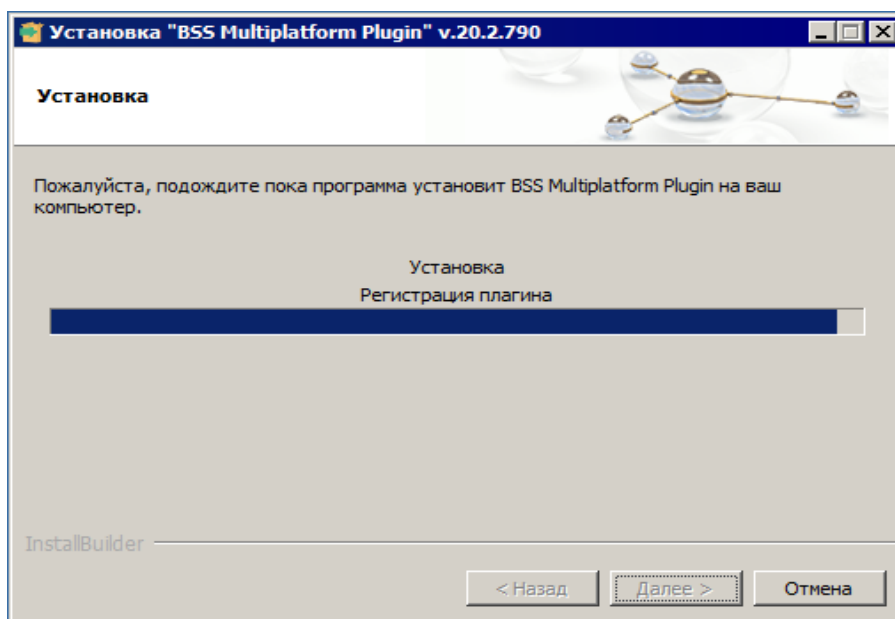 Установка "BSS Multiplatform Plugin" v.20.2.790
Установка
Пожалуйста, подождите пока программа установит BSS Multiplatform Plugin на ваш
компьютер.
Установка
Регистрация плагина
InstallBuilder
< Назад
Далее >
Отмена